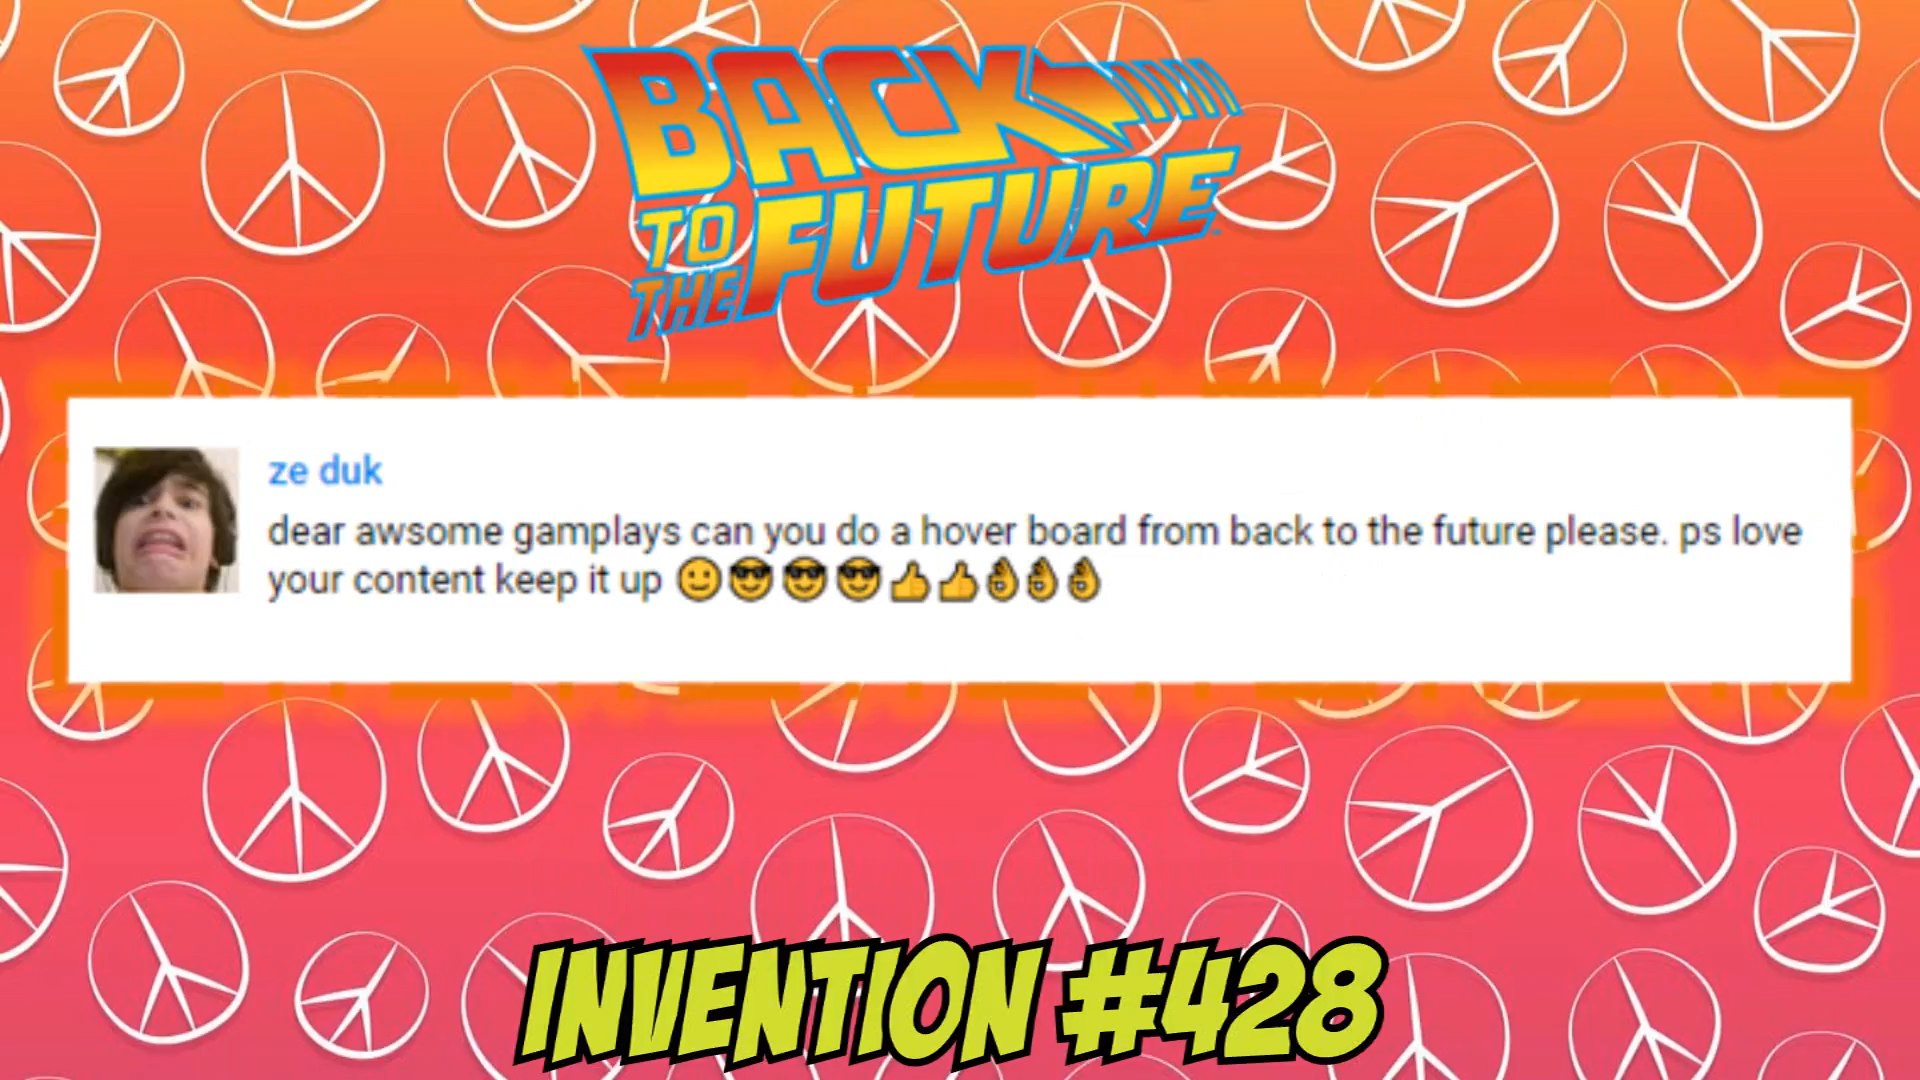 BACK
TO
THE FUTURE
ze duk
dear awsome gamplays can you do a hover board from back to the future please. ps love
your content keep it up 🙂😎😎😎👍👍👌👌👌
INVENTION #428